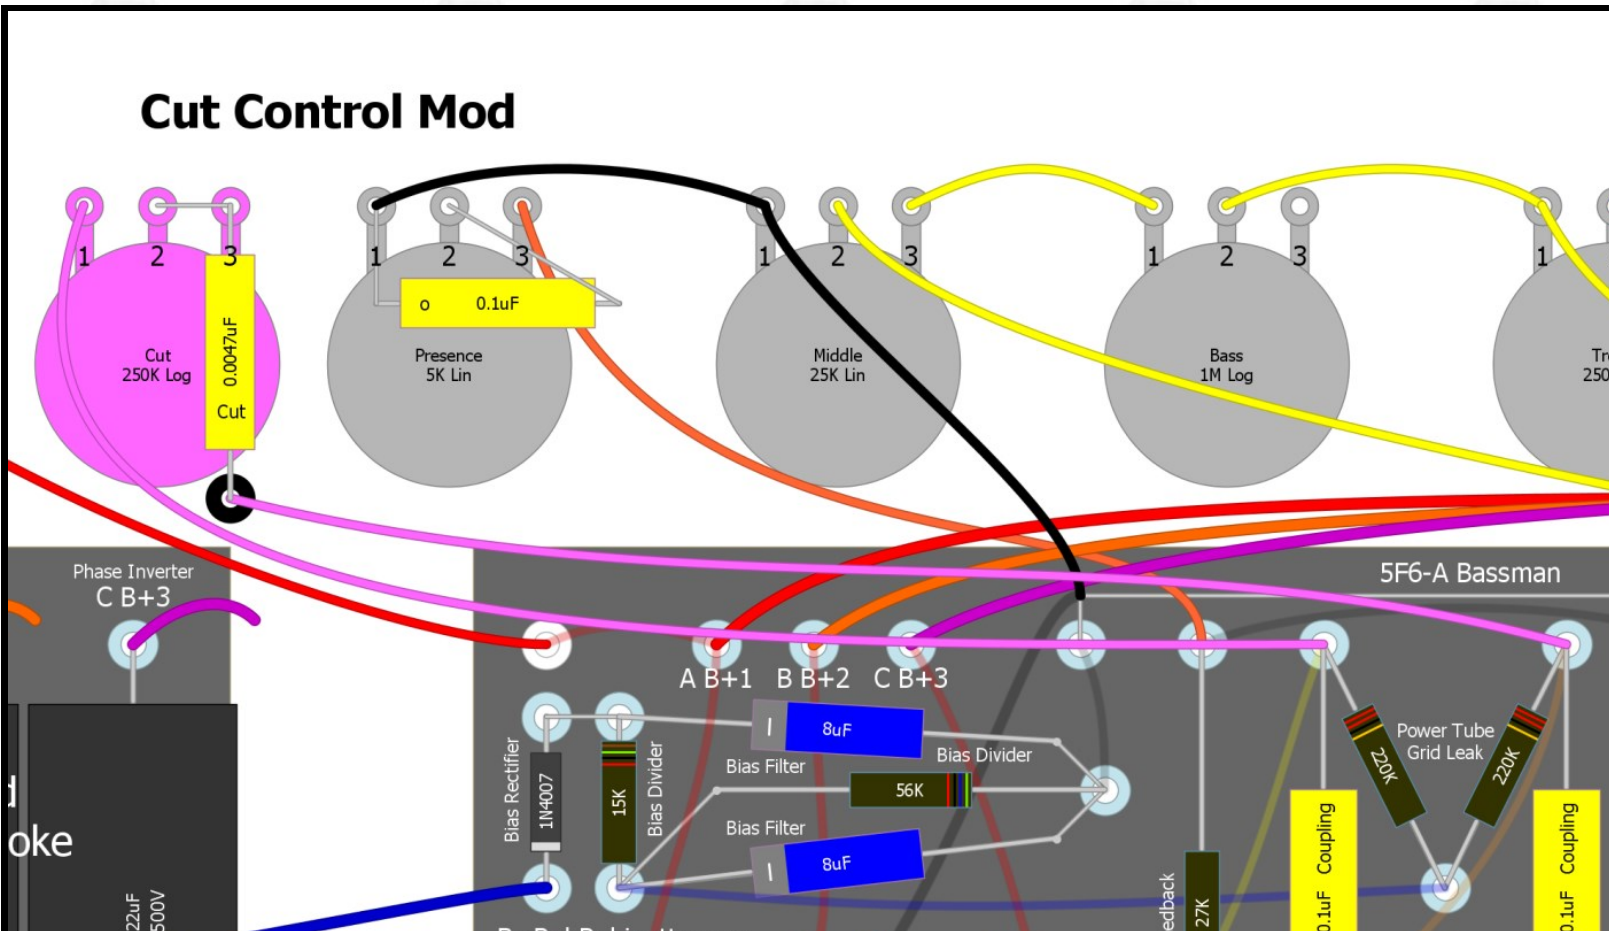 Cut Control Mod
1
2
3
1
2
3
1
2
3
1
2
3
1
Cut
250K Log
0.0047uF
Cut
o
0.1uF
Presence
5K Lin
Middle
25K Lin
Bass
1M Log
250
Phase Inverter
C B+3
5F6-A Bassman
A B+1
B B+2
C B+3
oke
22uF
500V
Bias Rectifier
1N4007
15K
Bias Divider
8uF
Bias Filter
Bias Divider
56K
Bias Filter
8uF
Power Tube
Grid Leak
220K
220K
Coupling
0.1uF
Coupling
0.1uF
edback
27K